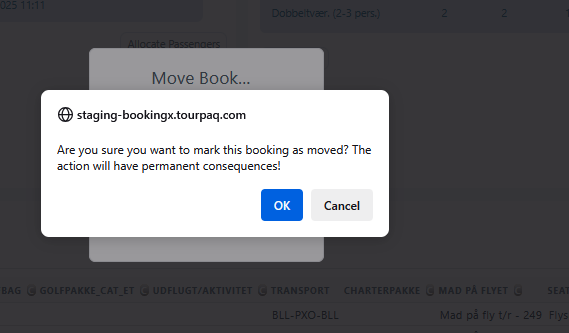 025 11:11
Dobbeltvær. (2-3 pers.) 2 2 1
Allocate Passengers
Move Book...
staging-bookingx.tourpaq.com
Are you sure you want to mark this booking as moved? The
action will have permanent consequences!
OK Cancel
BAG GOLFPAKKE_CAT_ET UDFLUGT/AKTIVITET TRANSPORT CHARTERPAKKE MAD PÅ FLYET SEAT
BLL-PXO-BLL Mad på fly t/r - 249 Flys